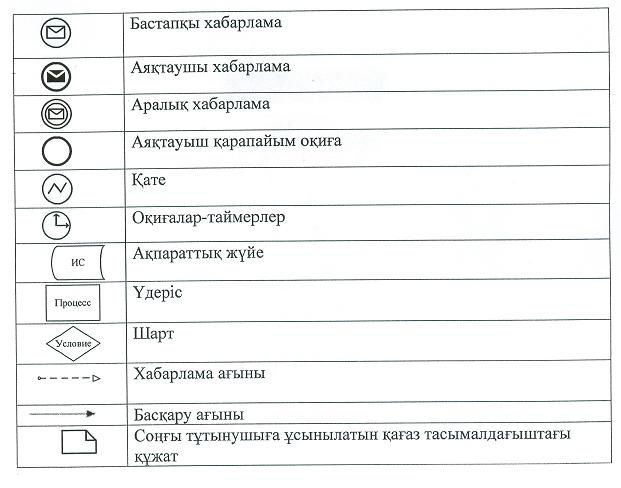 Бастапқы хабарлама
Аяқтаушы хабарлама
Аралық хабарлама
Аяқтауыш қарапайым оқиға
Қате
Оқиғалар-таймерлер
ИС
Ақпараттық жүйе
Процесс
Үдеріс
Условие
Шарт
Хабарлама ағыны
Басқару ағыны
Соңғы тұтынушыға ұсынылатын қағаз тасымалдағыштағы
құжат